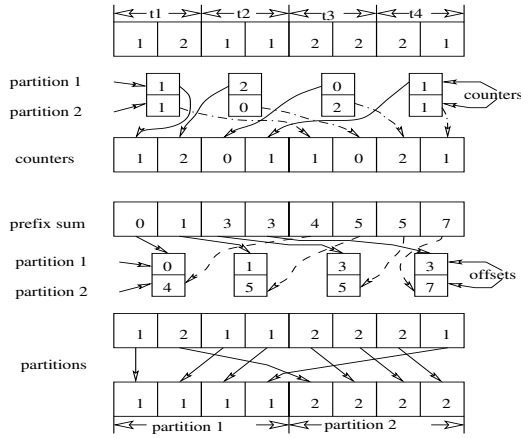 t1 t2 t3 t4
1 2 1 1 2 2 2 1
partition 1 1 2 0 1
partition 2 1 0 2 1 counters
counters 1 2 0 1 1 0 2 1
prefix sum 0 1 3 3 4 5 5 7
partition 1 0 1 3 3
partition 2 4 5 5 7 offsets
1 2 1 1 2 2 2 1
partitions
1 1 1 1 2 2 2 2
partition 1 partition 2